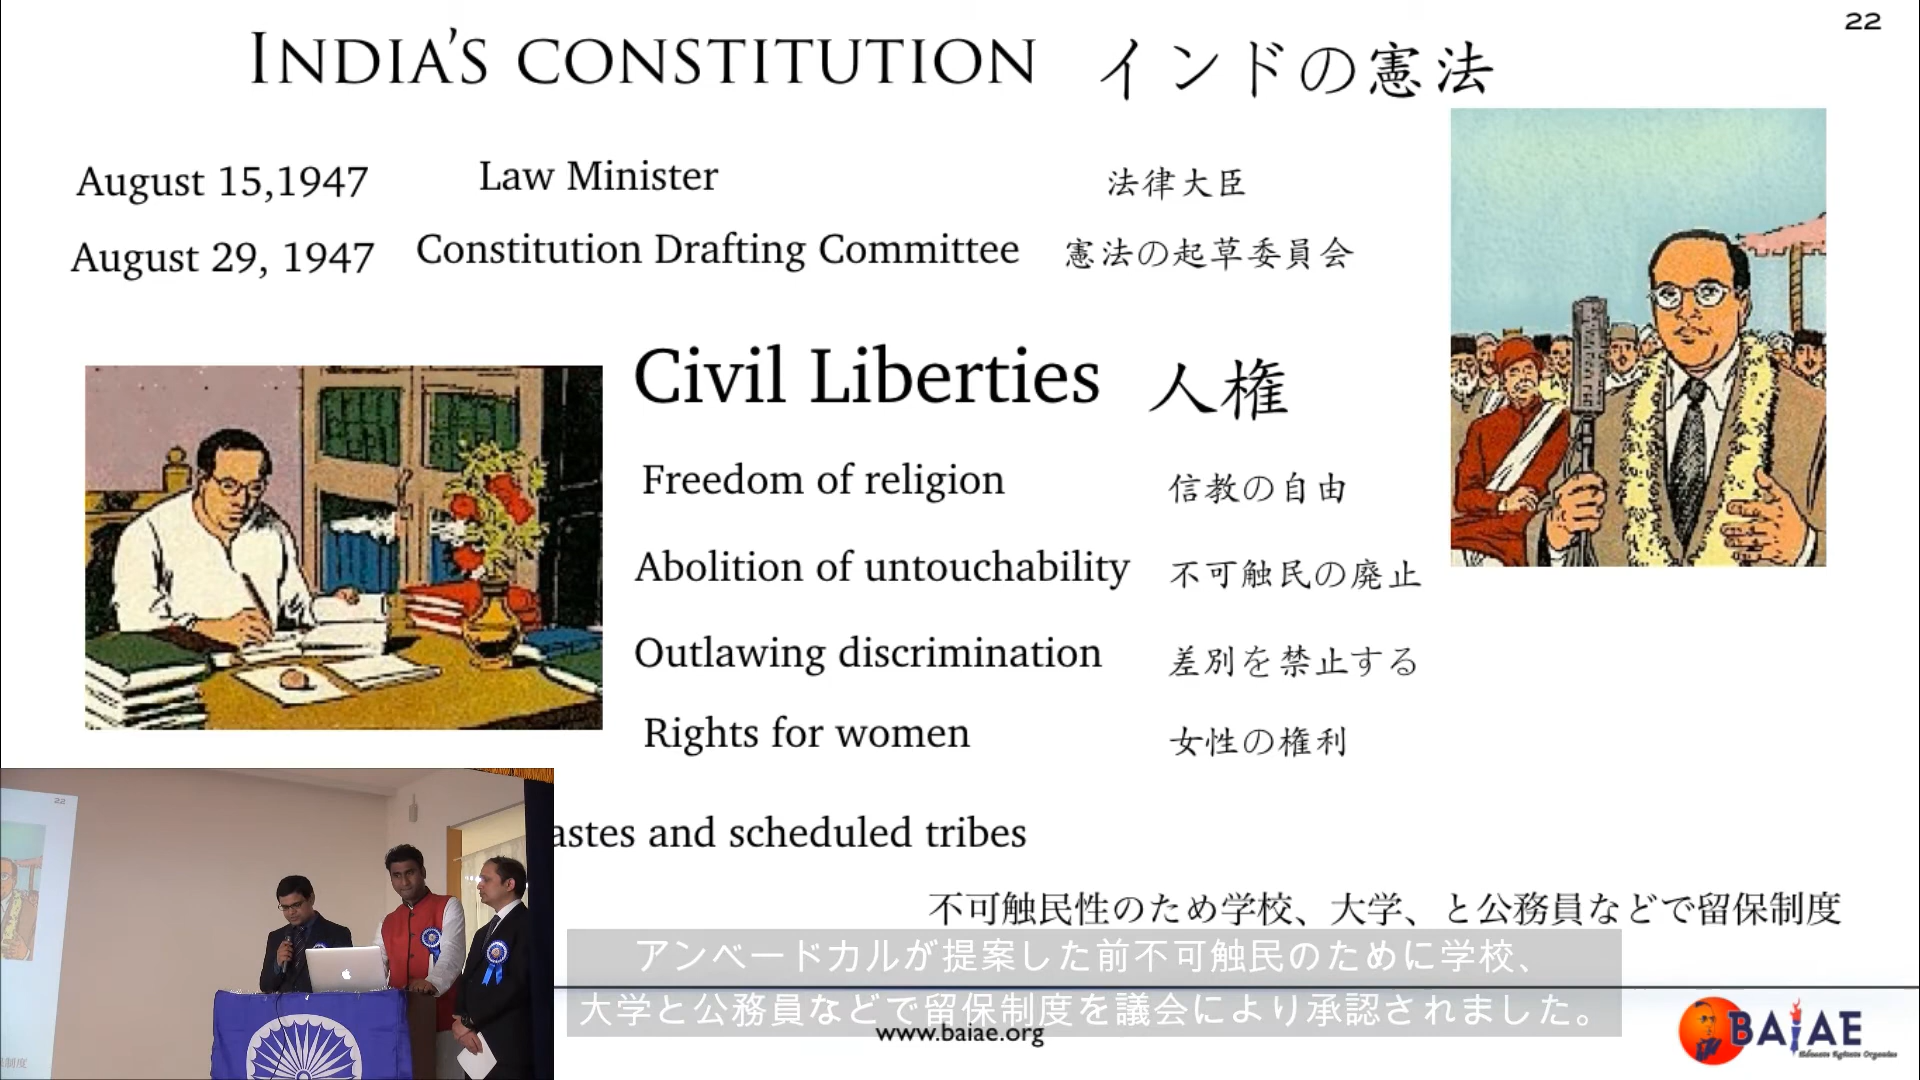 22
INDIA'S CONSTITUTION インドの憲法
August 15,1947 Law Minister 法律大臣
August 29, 1947 Constitution Drafting Committee 憲法の起草委員会
Civil Liberties 人権
Freedom of religion 信教の自由
Abolition of untouchability 不可触民の廃止
Outlawing discrimination 差別を禁止する
Rights for women 女性の権利
astes and scheduled tribes
不可触民性のため学校、大学、と公務員などで留保制度
アンベードカルが提案した前不可触民のために学校、
大学と公務員などで留保制度を議会により承認されました。
www.baiae.org
BAIAE
Educate Agitate Organise
22